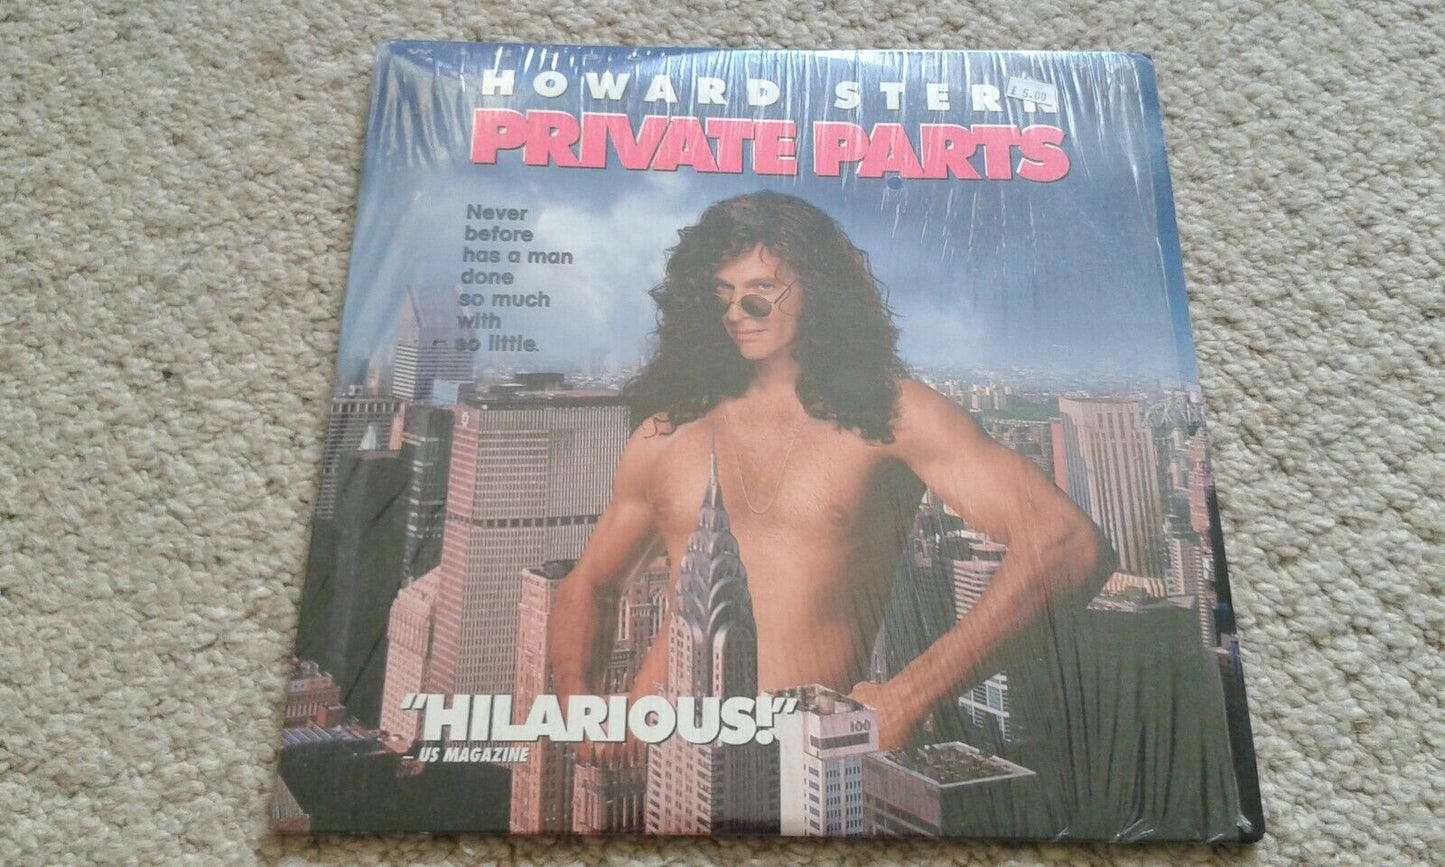 HOWARD STERN
£ 5.00
PRIVATE PARTS
Never
before
has a man
done
so much
with
so little.
"HILARIOUS!"
– US MAGAZINE
100